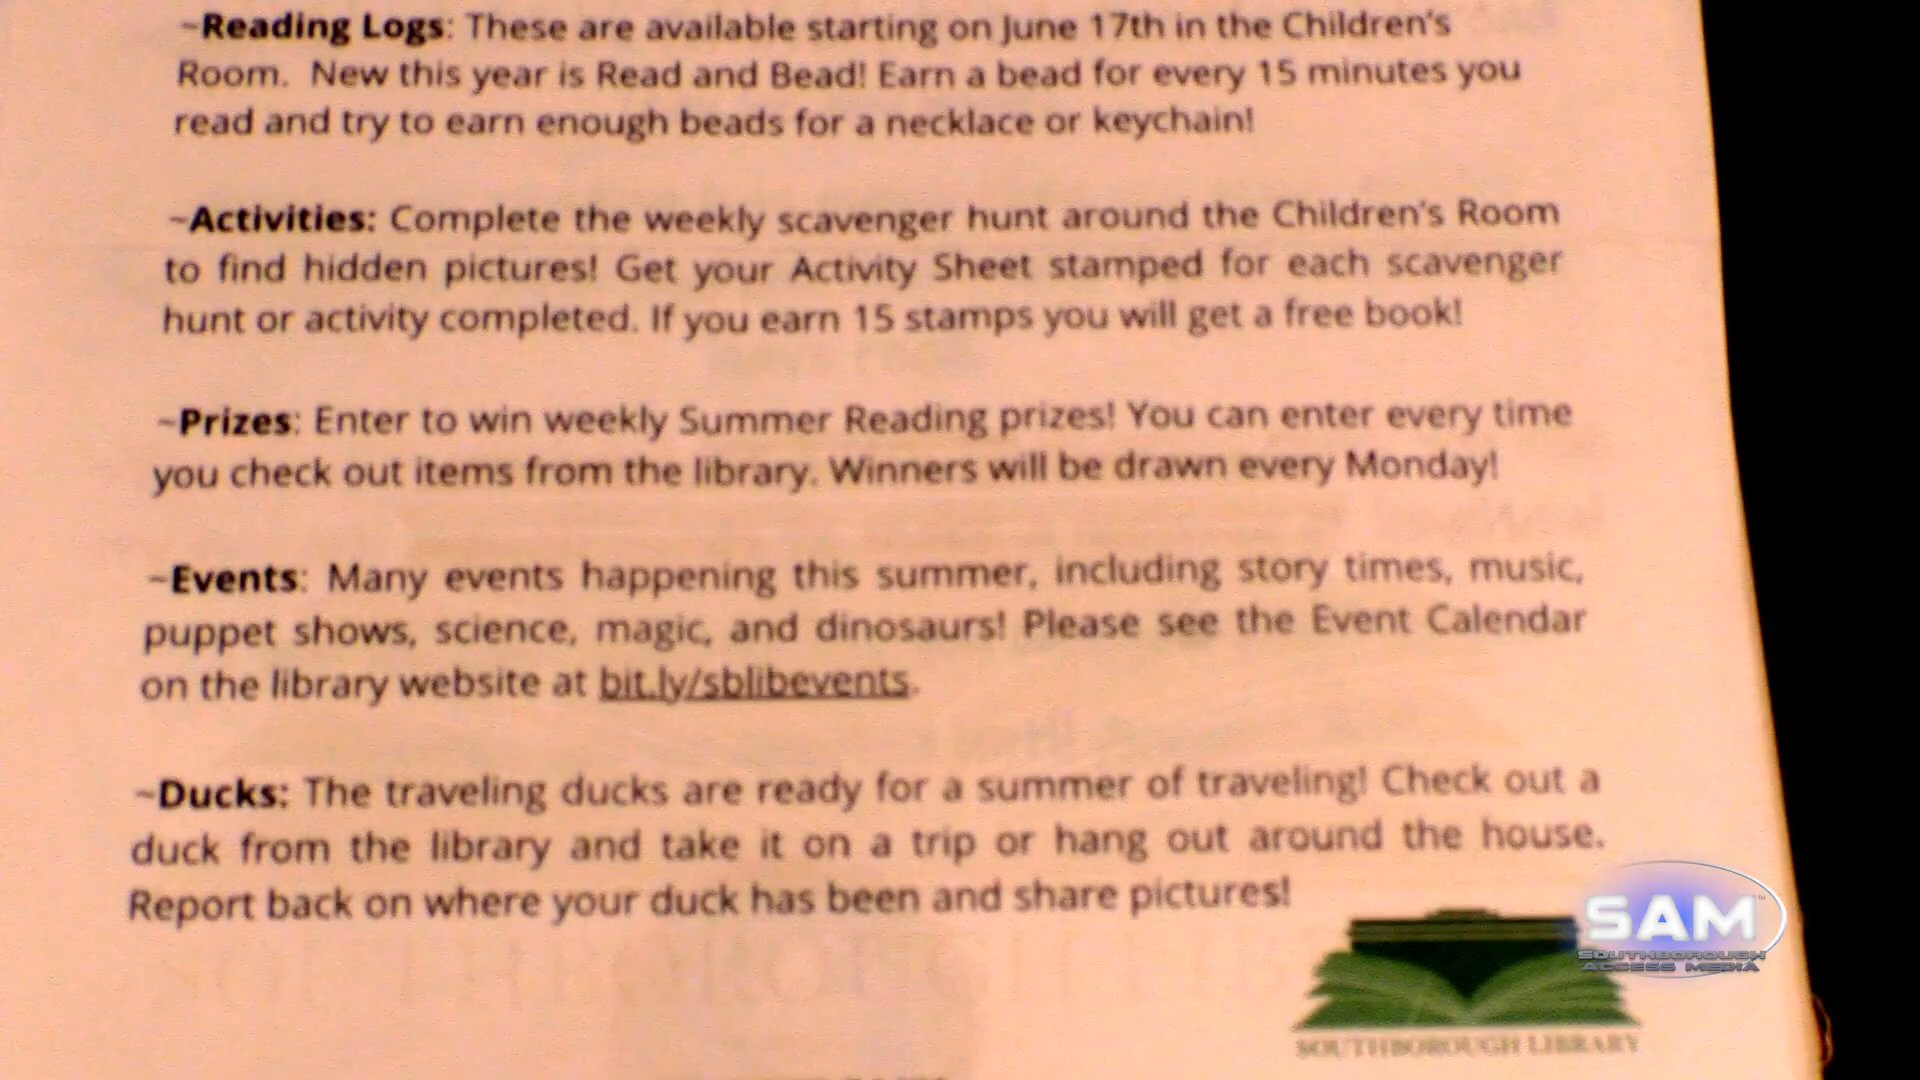 ~Reading Logs: These are available starting on June 17th in the Children's
Room. New this year is Read and Bead! Earn a bead for every 15 minutes you
read and try to earn enough beads for a necklace or keychain!
~Activities: Complete the weekly scavenger hunt around the Children's Room
to find hidden pictures! Get your Activity Sheet stamped for each scavenger
hunt or activity completed. If you earn 15 stamps you will get a free book!
~Prizes: Enter to win weekly Summer Reading prizes! You can enter every time
you check out items from the library. Winners will be drawn every Monday!
~Events: Many events happening this summer, including story times, music,
puppet shows, science, magic, and dinosaurs! Please see the Event Calendar
on the library website at bit.ly/sblibevents.
~Ducks: The traveling ducks are ready for a summer of traveling! Check out a
duck from the library and take it on a trip or hang out around the house.
Report back on where your duck has been and share pictures!
SAM™
SOUTHBOROUGH
ACCESS MEDIA
SOUTHBOROUGH LIBRARY